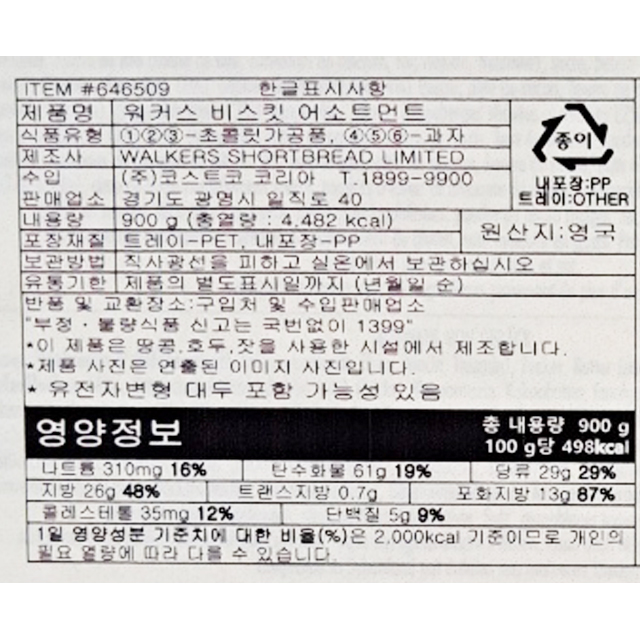 ITEM #646509 한글표시사항
제품명 워커스 비스킷 어소트먼트
식품유형 ①②③-초콜릿가공품, ④⑤⑥-과자
제조사 WALKERS SHORTBREAD LIMITED
수입 (주)코스트코 코리아 T.1899-9900
판매업소 경기도 광명시 일직로 40
종이
내포장:PP
트레이:OTHER
내용량 900 g (총열량 : 4,482 kcal)
포장재질 트레이-PET, 내포장-PP
원산지:영국
보관방법 직사광선을 피하고 실온에서 보관하십시오
유통기한 제품의 별도표시일까지 (년월일 순)
반품 및 교환장소:구입처 및 수입판매업소
"부정·불량식품 신고는 국번없이 1399"
*이 제품은 땅콩,호두,잣을 사용한 시설에서 제조합니다.
*제품 사진은 연출된 이미지 사진입니다.
* 유전자변형 대두 포함 가능성 있음
영양정보 총 내용량 900 g
100 g당 498kcal
나트륨 310mg 16% 탄수화물 61g 19% 당류 29g 29%
지방 26g 48% 트랜스지방 0.7g 포화지방 13g 87%
콜레스테롤 35mg 12% 단백질 5g 9%
1일 영양성분 기준치에 대한 비율(%)은 2,000kcal 기준이므로 개인의
필요 열량에 따라 다를 수 있습니다.